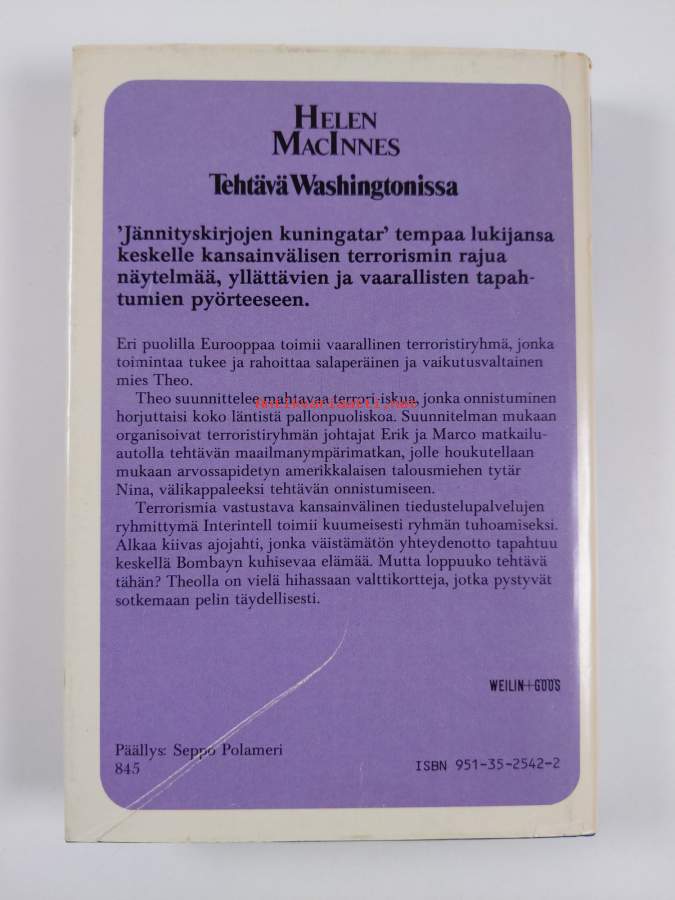 HELEN
MACINNES
Tehtävä Washingtonissa
'Jännityskirjojen kuningatar' tempaa lukijansa
keskelle kansainvälisen terrorismin rajua
näytelmää, yllättävien ja vaarallisten tapah-
tumien pyörteeseen.
Eri puolilla Eurooppaa toimii vaarallinen terroristiryhmä, jonka
toimintaa tukee ja rahoittaa salaperäinen ja vaikutusvaltainen
mies Theo.
Theo suunnittelee mahtavaa terrori-iskua, jonka onnistuminen
horjuttaisi koko läntistä pallonpuoliskoa. Suunnitelman mukaan
organisoivat terroristiryhmän johtajat Erik ja Marco matkailu-
autolla tehtävän maailmanympärimatkan, jolle houkutellaan
mukaan arvossapidetyn amerikkalaisen talousmiehen tytär
Nina, välikappaleeksi tehtävän onnistumiseen.
Terrorismia vastustava kansainvälinen tiedustelupalvelujen
ryhmittymä Interintell toimii kuumeisesti ryhmän tuhoamiseksi.
Alkaa kiivas ajojahti, jonka väistämätön yhteydenotto tapahtuu
keskellä Bombayn kuhisevaa elämää. Mutta loppuuko tehtävä
tähän? Theolla on vielä hihassaan valttikortteja, jotka pystyvät
sotkemaan pelin täydellisesti.
WEILIN+GÖÖS
Päällys: Seppo Polameri
845
ISBN 951-35-2542-2